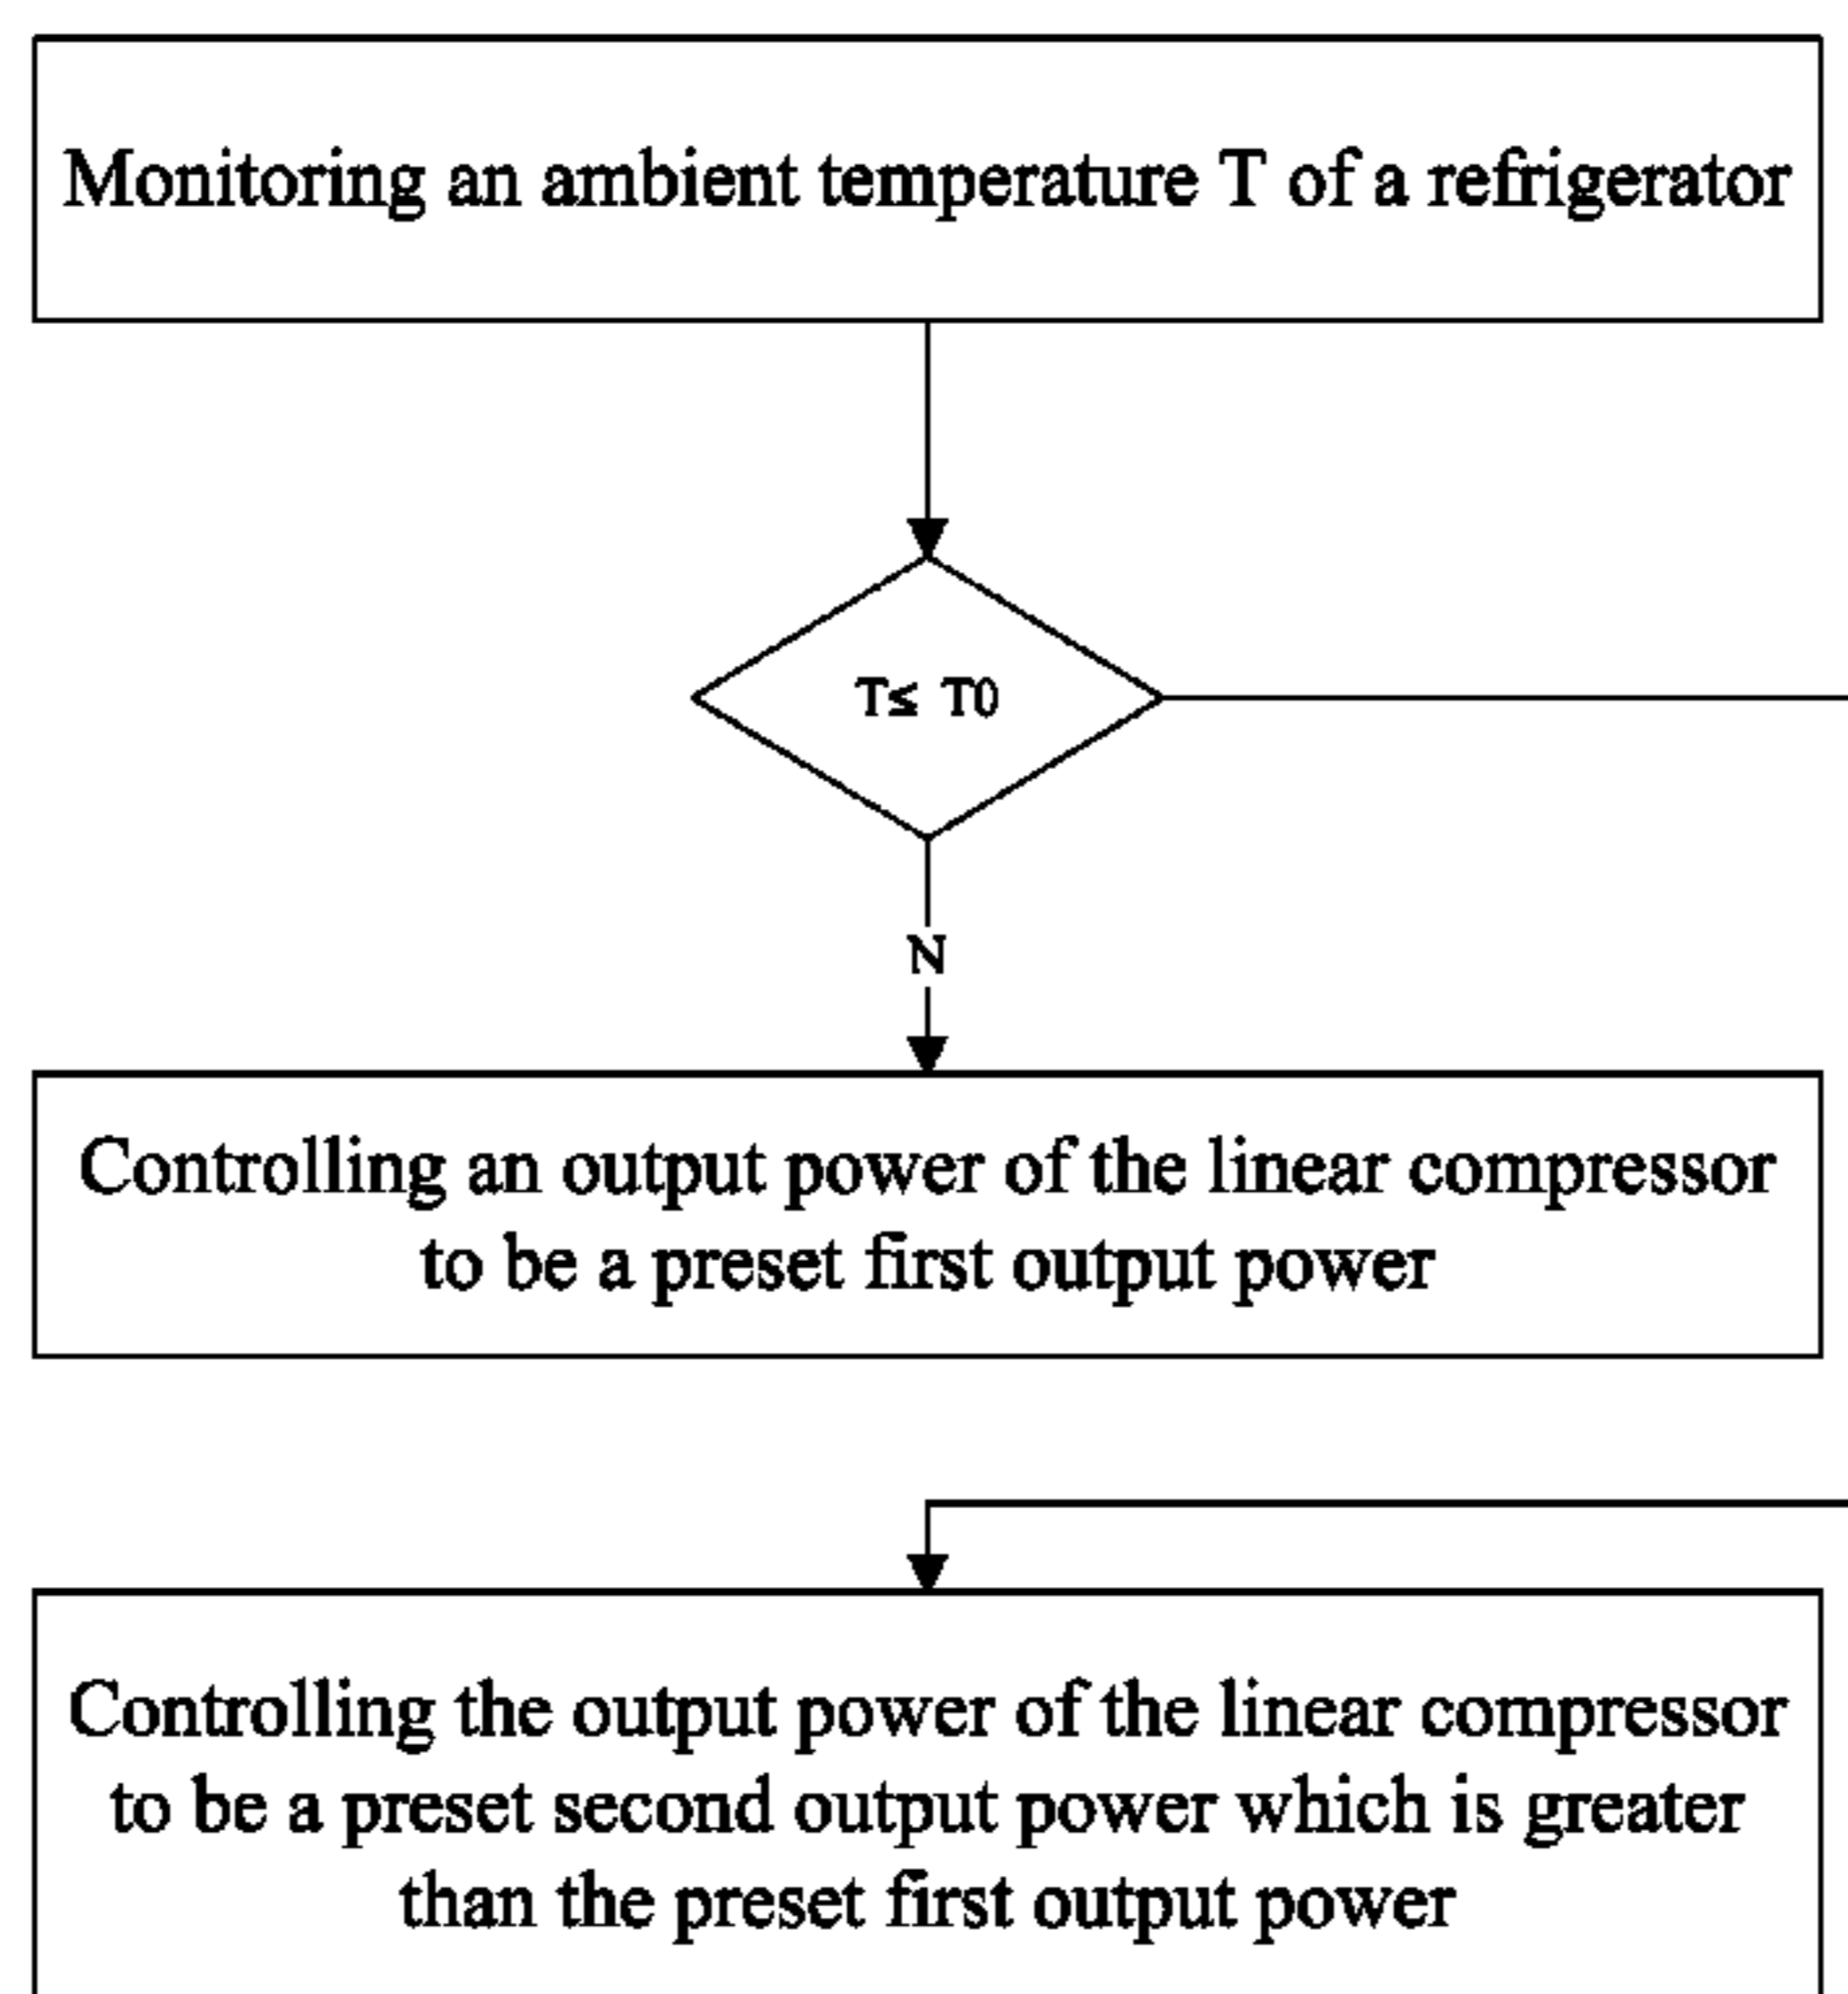 Monitoring an ambient temperature T of a refrigerator
T≤ T0
N
Controlling an output power of the linear compressor
to be a preset first output power
Controlling the output power of the linear compressor
to be a preset second output power which is greater
than the preset first output power